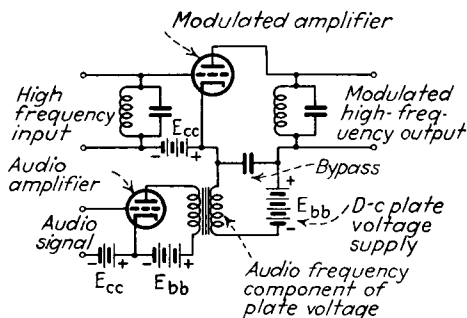 Modulated amplifier
High
frequency
input
Ecc
- +
Modulated
high-freq-
uency output
Audio
amplifier
Bypass
+
Ebb
-
D-c plate
voltage
supply
Audio
signal
- + - +
Ecc Ebb
Audio frequency
component of
plate voltage